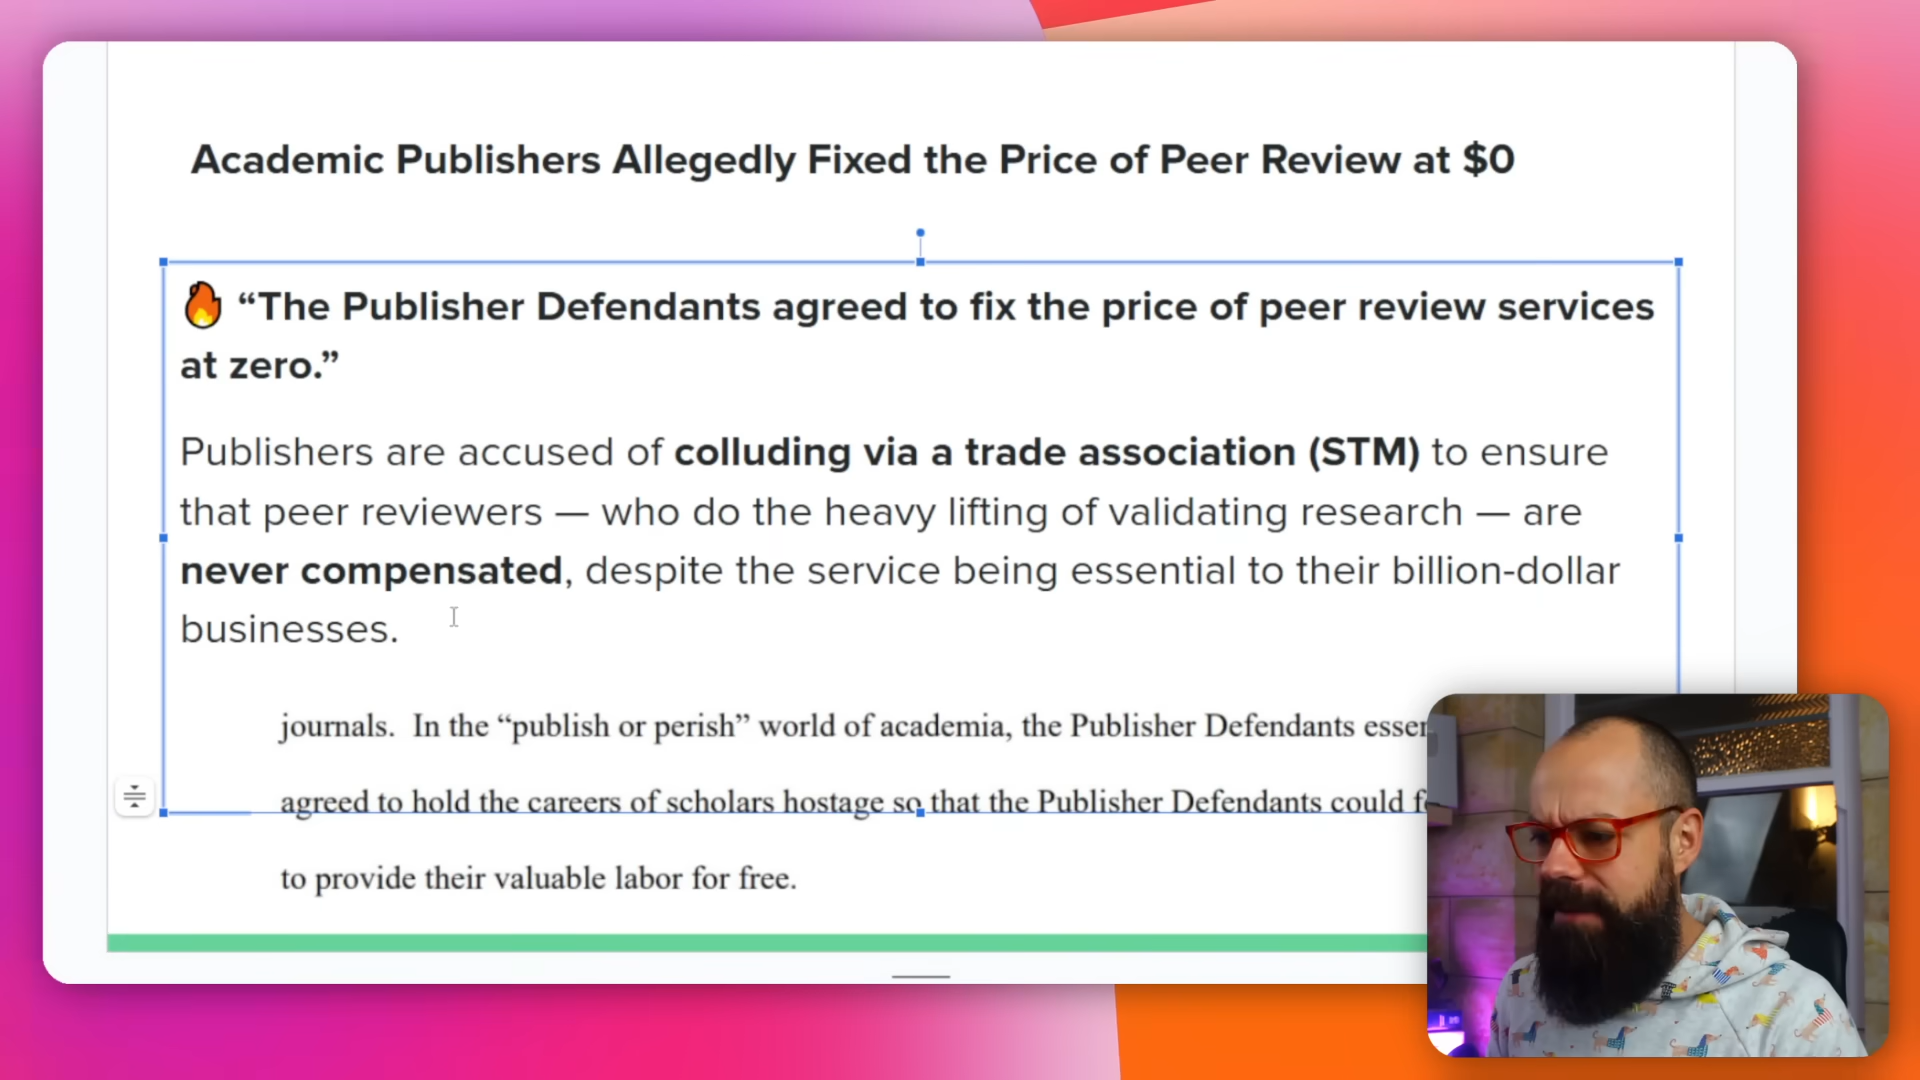 Academic Publishers Allegedly Fixed the Price of Peer Review at $0
🔥 “The Publisher Defendants agreed to fix the price of peer review services
at zero.”
Publishers are accused of colluding via a trade association (STM) to ensure
that peer reviewers — who do the heavy lifting of validating research — are
never compensated, despite the service being essential to their billion-dollar
businesses.
journals. In the “publish or perish” world of academia, the Publisher Defendants
agreed to hold the careers of scholars hostage so that the Publisher Defendants could
to provide their valuable labor for free.